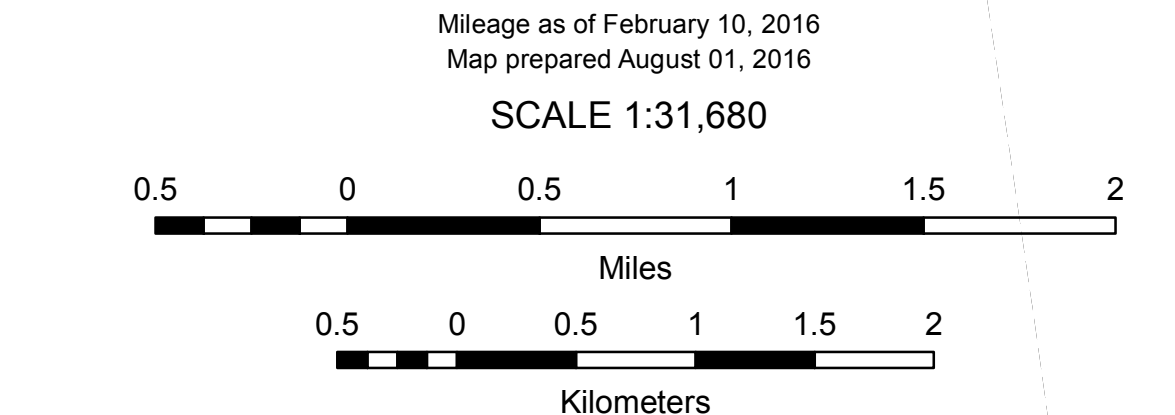 Mileage as of February 10, 2016
Map prepared August 01, 2016
SCALE 1:31,680
0.5 0 0.5 1 1.5 2
Miles
0.5 0 0.5 1 1.5 2
Kilometers